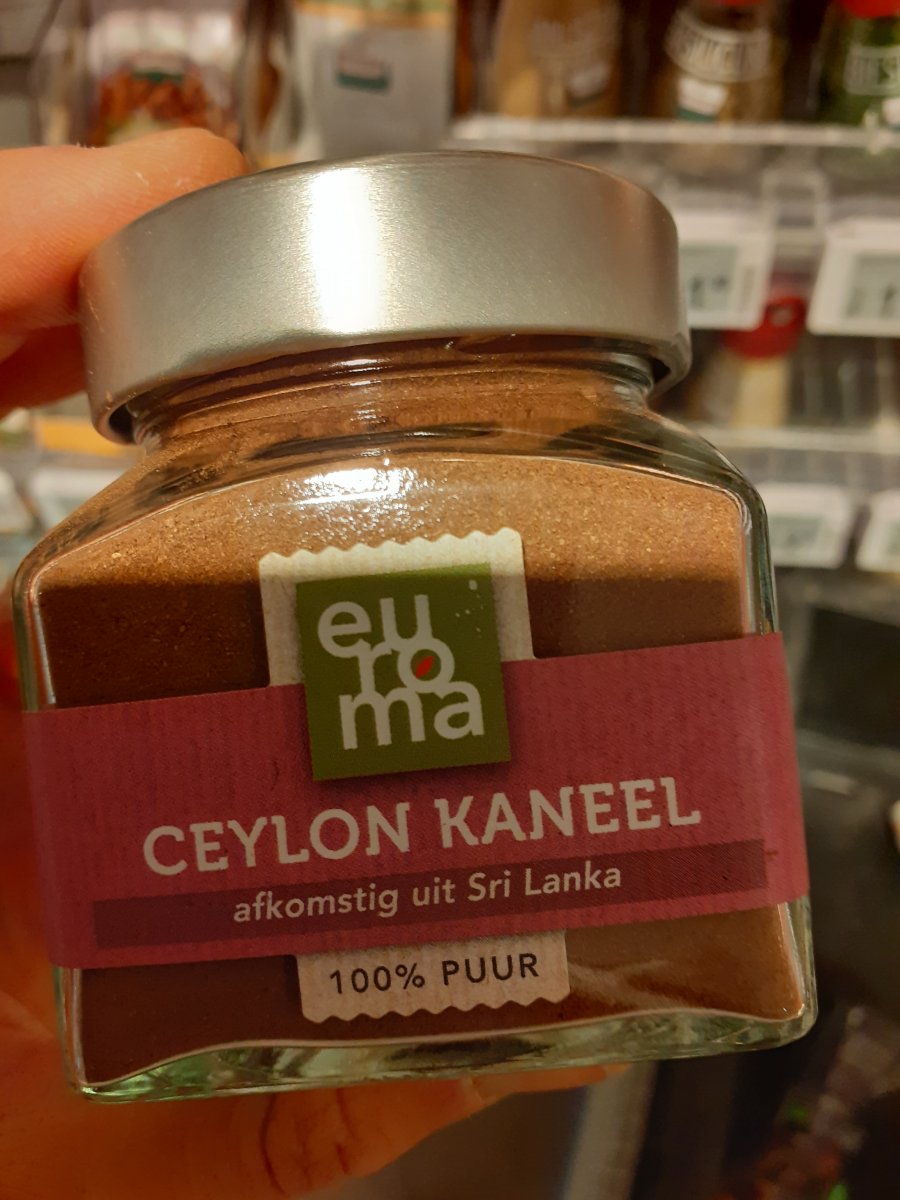 eu
ro
ma
CEYLON KANEEL
afkomstig uit Sri Lanka
100% PUUR